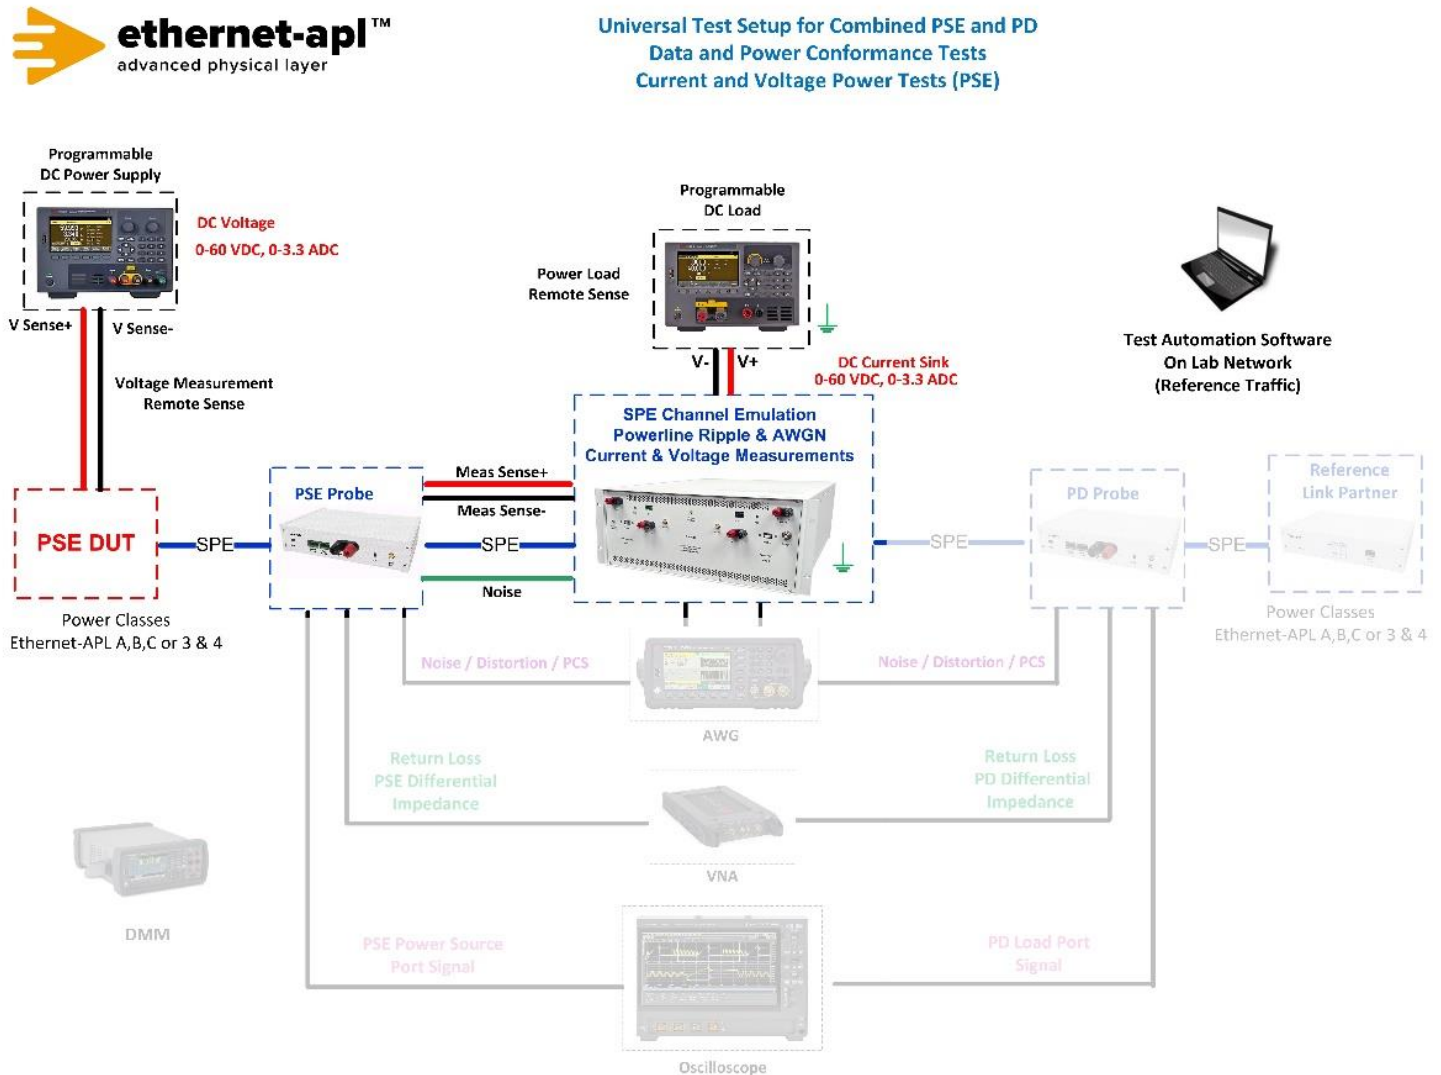 ethernet-apl™
advanced physical layer
Universal Test Setup for Combined PSE and PD
Data and Power Conformance Tests
Current and Voltage Power Tests (PSE)
Programmable
DC Power Supply
DC Voltage
0-60 VDC, 0-3.3 ADC
V Sense+
V Sense-
Voltage Measurement
Remote Sense
Programmable
DC Load
Power Load
Remote Sense
V-
V+
DC Current Sink
0-60 VDC, 0-3.3 ADC
Test Automation Software
On Lab Network
(Reference Traffic)
SPE Channel Emulation
Powerline Ripple & AWGN
Current & Voltage Measurements
PSE DUT
SPE
PSE Probe
Meas Sense+
Meas Sense-
SPE
Noise
SPE
PD Probe
SPE
Reference
Link Partner
Power Classes
Ethernet-APL A,B,C or 3 & 4
Power Classes
Ethernet-APL A,B,C or 3 & 4
Noise / Distortion / PCS
Noise / Distortion / PCS
AWG
Return Loss
PSE Differential
Impedance
Return Loss
PD Differential
Impedance
VNA
DMM
PSE Power Source
Port Signal
PD Load Port
Signal
Oscilloscope